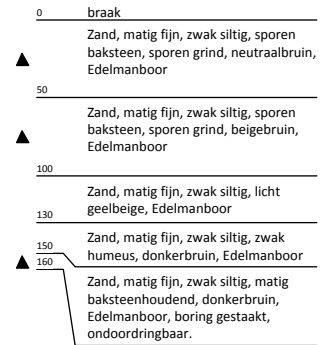 0 braak
Zand, matig fijn, zwak siltig, sporen
baksteen, sporen grind, neutraalbruin,
Edelmanboor
50
Zand, matig fijn, zwak siltig, sporen
baksteen, sporen grind, beigebruin,
Edelmanboor
100
Zand, matig fijn, zwak siltig, licht
geelbeige, Edelmanboor
130
Zand, matig fijn, zwak siltig, zwak
150 humeus, donkerbruin, Edelmanboor
160
Zand, matig fijn, zwak siltig, matig
baksteenhoudend, donkerbruin,
Edelmanboor, boring gestaakt,
ondoordringbaar.